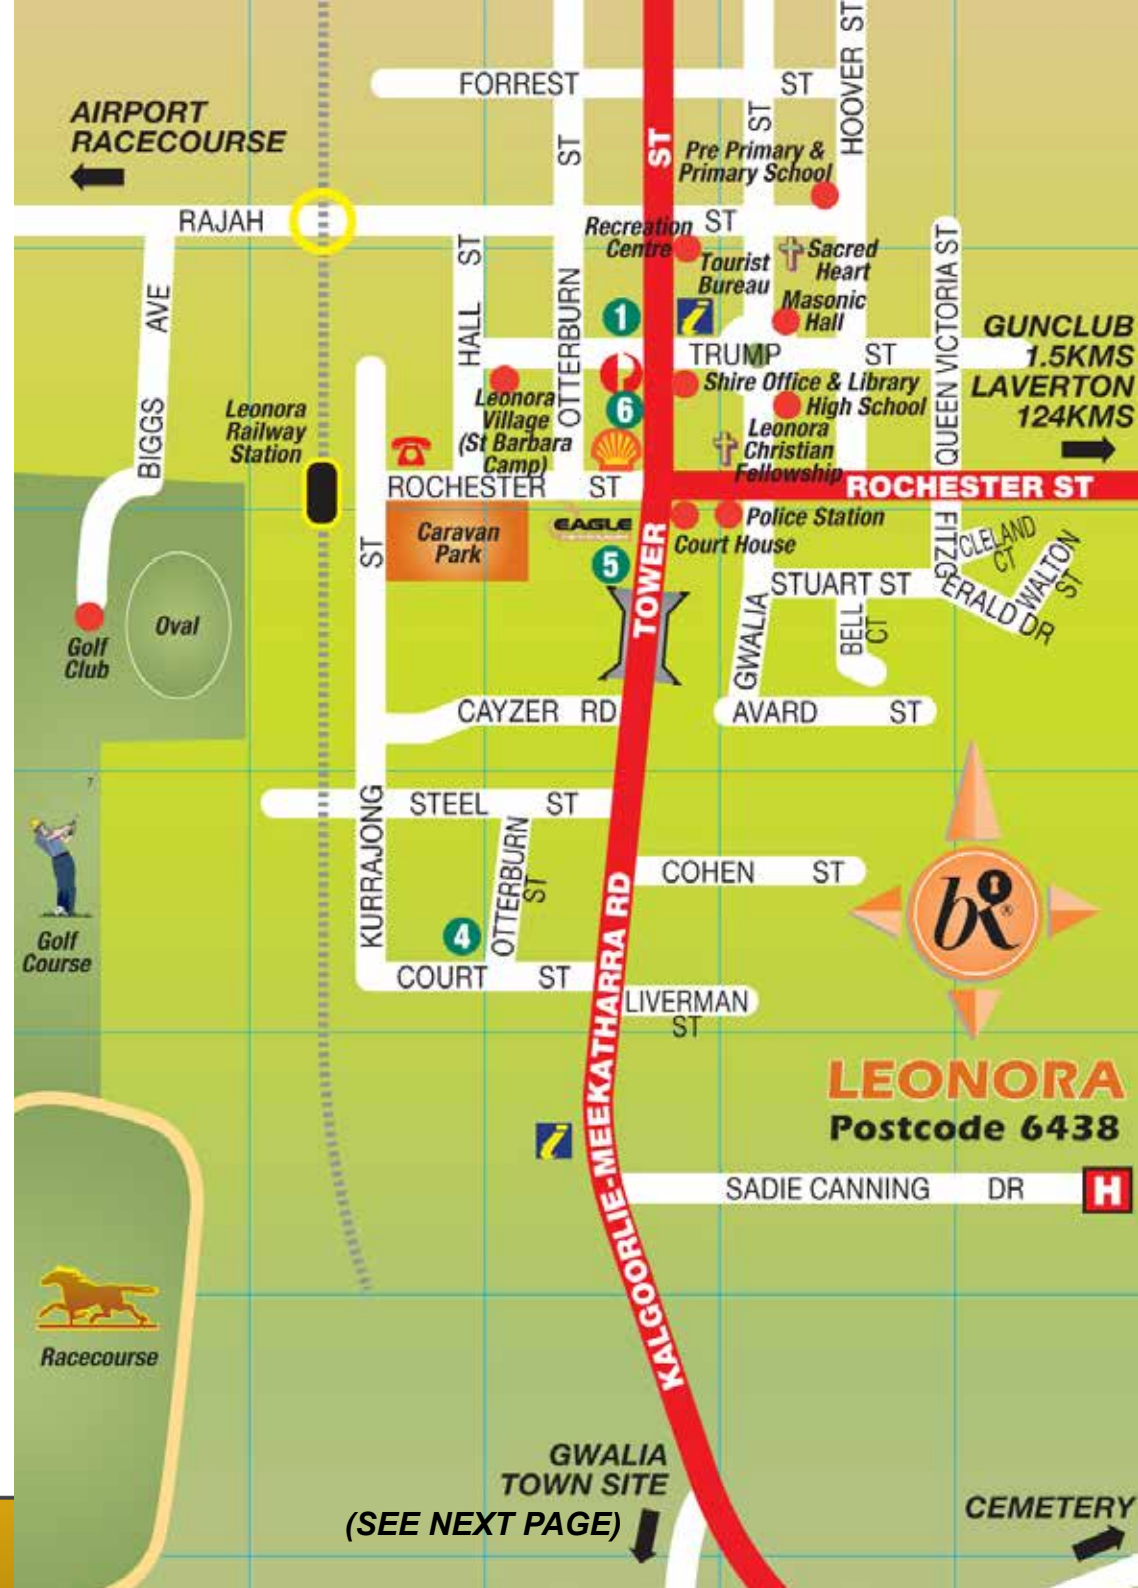 FORREST ST
HOOVER ST
AIRPORT
RACECOURSE
ST
ST
ST
Pre Primary &
Primary School
RAJAH ST
Recreation
Centre
Tourist
Bureau
Sacred
Heart
Masonic
Hall
BIGGS AVE
HALL ST
OTTERBURN
1
TRUMP ST
QUEEN VICTORIA ST
GUNCLUB
1.5KMS
LAVERTON
124KMS
Shire Office & Library
High School
6
Leonora
Village
(St Barbara
Camp)
Leonora
Railway
Station
Leonora
Christian
Fellowship
ROCHESTER ST
ROCHESTER ST
Caravan
Park
EAGLE
5
Police Station
Court House
TOWER
ST
FITZGERALD DR
CLELAND
CT
WALTON
ST
STUART ST
GWALIA
BELL
CT
Golf
Club
Oval
CAYZER RD
AVARD ST
7
STEEL ST
KURRAJONG
OTTERBURN
ST
COHEN ST
bk
®
4
Golf
Course
COURT ST
LIVERMAN
ST
KALGOORLIE-MEEKATHARRA RD
LEONORA
Postcode 6438
SADIE CANNING DR
H
Racecourse
GWALIA
TOWN SITE
(SEE NEXT PAGE)
CEMETERY